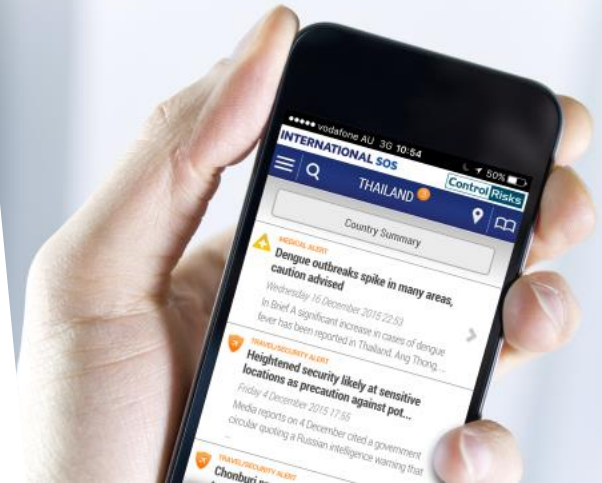 vodafone AU 3G 10:54 50%
INTERNATIONAL SOS
Control Risks
THAILAND 3
Country Summary
MEDICAL ALERT
Dengue outbreaks spike in many areas,
caution advised
Wednesday 16 December 2015 22:53
In Brief A significant increase in cases of dengue
fever has been reported in Thailand. Ang Thong, ...
TRAVEL/SECURITY ALERT
Heightened security likely at sensitive
locations as precaution against pot...
Friday 4 December 2015 17:55
Media reports on 4 December cited a government
circular quoting a Russian intelligence warning that
...
TRAVEL/SECURITY ALERT
Chonburi